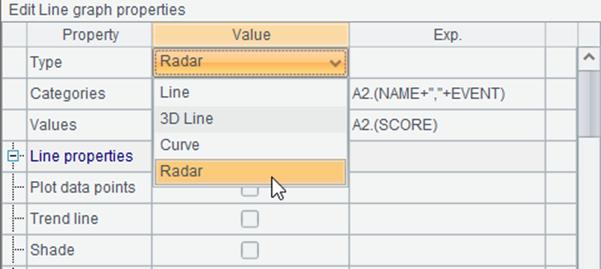 Edit Line graph properties
Property Value Exp.
Type Radar
Line
Categories A2.(NAME+","+EVENT)
3D Line
Values A2.(SCORE)
Curve
Line properties
Radar
Plot data points
Trend line
Shade